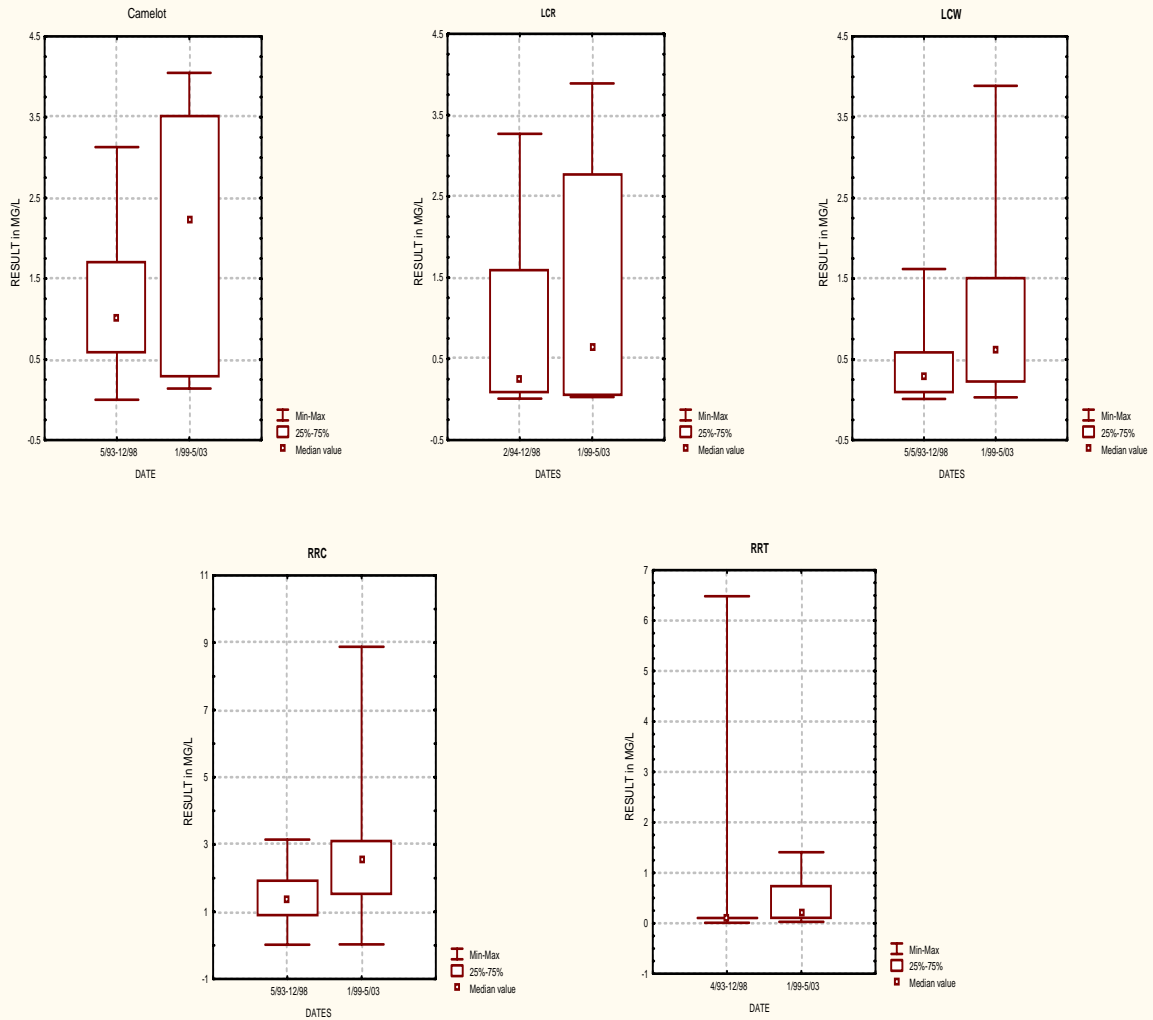 Camelot
4.5
3.5
2.5
1.5
0.5
-0.5
RESULT in MG/L
5/93-12/98 1/99-5/03
DATE
Min-Max
25%-75%
Median value
LCR
4.5
3.5
2.5
1.5
0.5
-0.5
RESULT in MG/L
2/94-12/98 1/99-5/03
DATES
Min-Max
25%-75%
Median value
LCW
4.5
3.5
2.5
1.5
0.5
-0.5
RESULT in MG/L
5/5/93-12/98 1/99-5/03
DATES
Min-Max
25%-75%
Median value
RRC
11
9
7
5
3
1
-1
RESULT in MG/L
5/93-12/98 1/99-5/03
DATES
Min-Max
25%-75%
Median value
RRT
7
6
5
4
3
2
1
0
-1
RESULT in MG/L
4/93-12/98 1/99-5/03
DATE
Min-Max
25%-75%
Median value